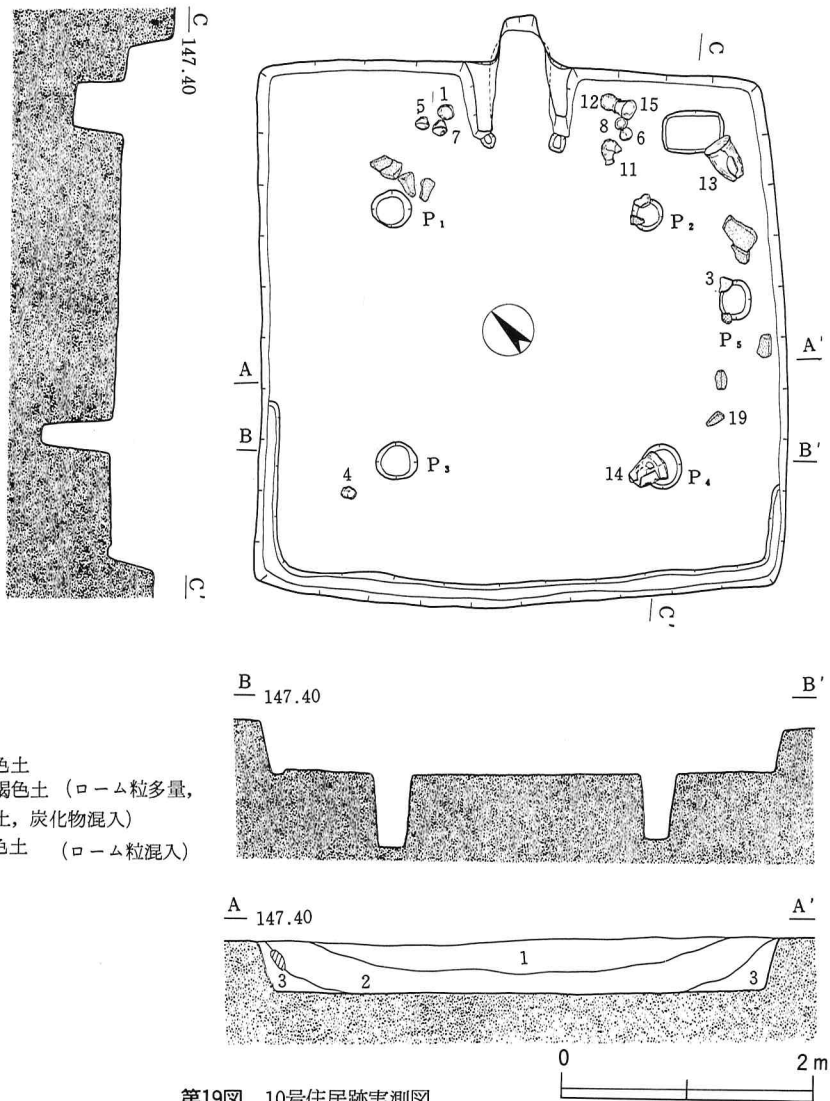 C
147.40
C
5
1
7
12
15
8
6
11
13
P₁
P₂
3
P₅
A
A'
19
B
B'
P₃
4
14
P₄
C'
C'
B 147.40
B'
色土
褐色土 (ローム粒多量,
土, 炭化物混入)
色土 (ローム粒混入)
A 147.40
A'
1
3
2
3
0
2 m
第19図 10号住居跡実測図